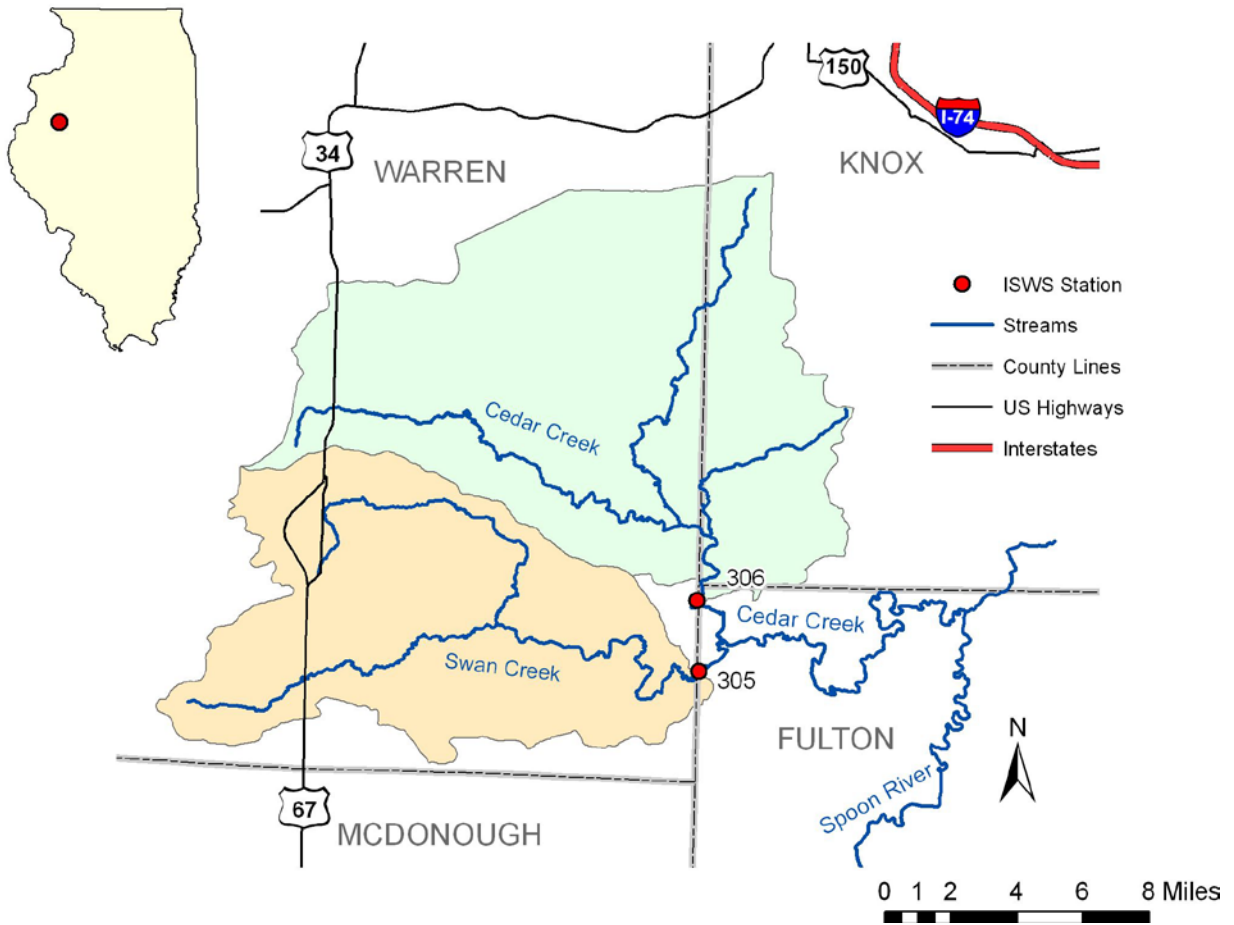 150
I-74
34
WARREN
KNOX
ISWS Station
Streams
County Lines
US Highways
Interstates
Cedar Creek
306
Cedar Creek
Swan Creek
305
FULTON
N
Spoon River
67
MCDONOUGH
0 1 2 4 6 8 Miles